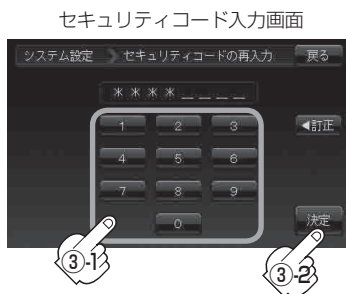 セキュリティコード入力画面
システム設定 セキュリティコードの再入力 戻る
＊＊＊＊＿＿＿＿
1 2 3 ◀訂正
4 5 6
7 8 9
0 決定
③-1 ③-2